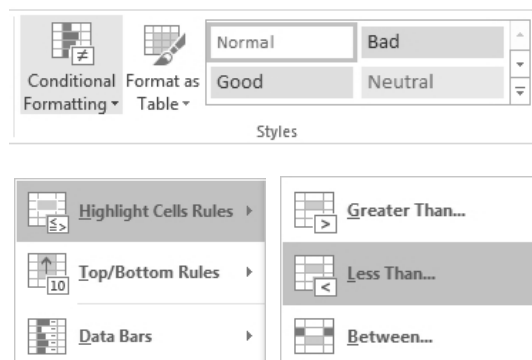 Normal
Bad
Conditional Formatting
Format as Table
Good
Neutral
Styles
Highlight Cells Rules
Greater Than...
10
Top/Bottom Rules
Less Than...
Data Bars
Between...